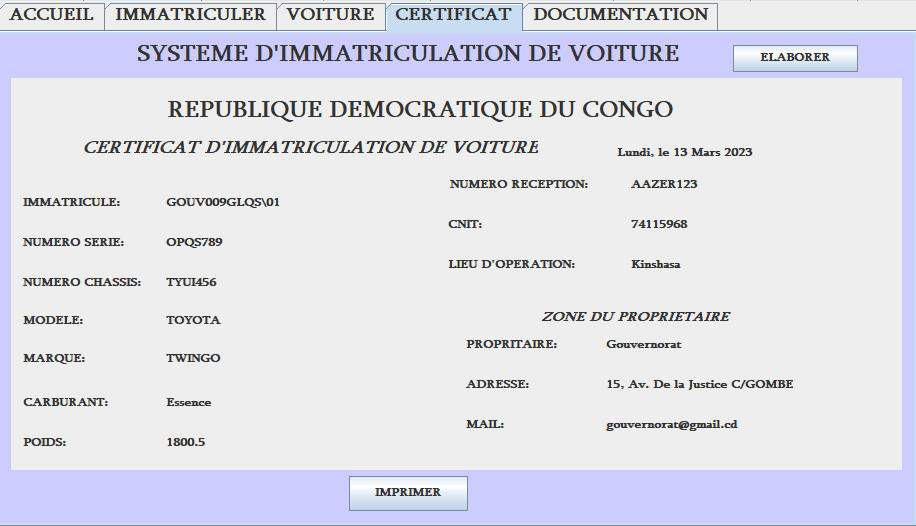 ACCUEIL IMMATRICULER VOITURE CERTIFICAT DOCUMENTATION
SYSTEME D'IMMATRICULATION DE VOITURE ELABORER
REPUBLIQUE DEMOCRATIQUE DU CONGO
CERTIFICAT D'IMMATRICULATION DE VOITURE
Lundi, le 13 Mars 2023
IMMATRICULE: GOUV009GLQS\01
NUMERO SERIE: OPQS789
NUMERO CHASSIS: TYUI456
MODELE: TOYOTA
MARQUE: TWINGO
CARBURANT: Essence
POIDS: 1800.5
NUMERO RECEPTION: AAZER123
CNIT: 74115968
LIEU D'OPERATION: Kinshasa
ZONE DU PROPRIETAIRE
PROPRITAIRE: Gouvernorat
ADRESSE: 15, Av. De la Justice C/GOMBE
MAIL: gouvernorat@gmail.cd
IMPRIMER